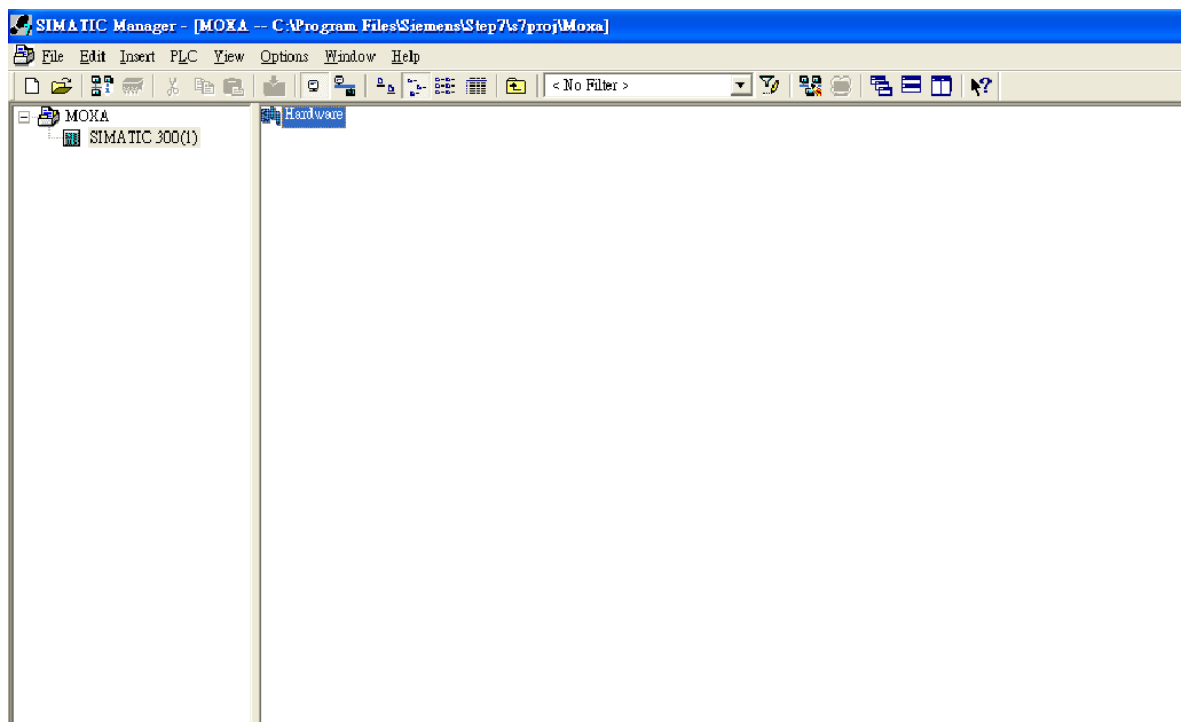 SIMATIC Manager - [MOXA -- C:\Program Files\Siemens\Step7\s7proj\Moxa]
File Edit Insert PLC View Options Window Help
< No Filter >
MOXA
SIMATIC 300(1)
Hardware